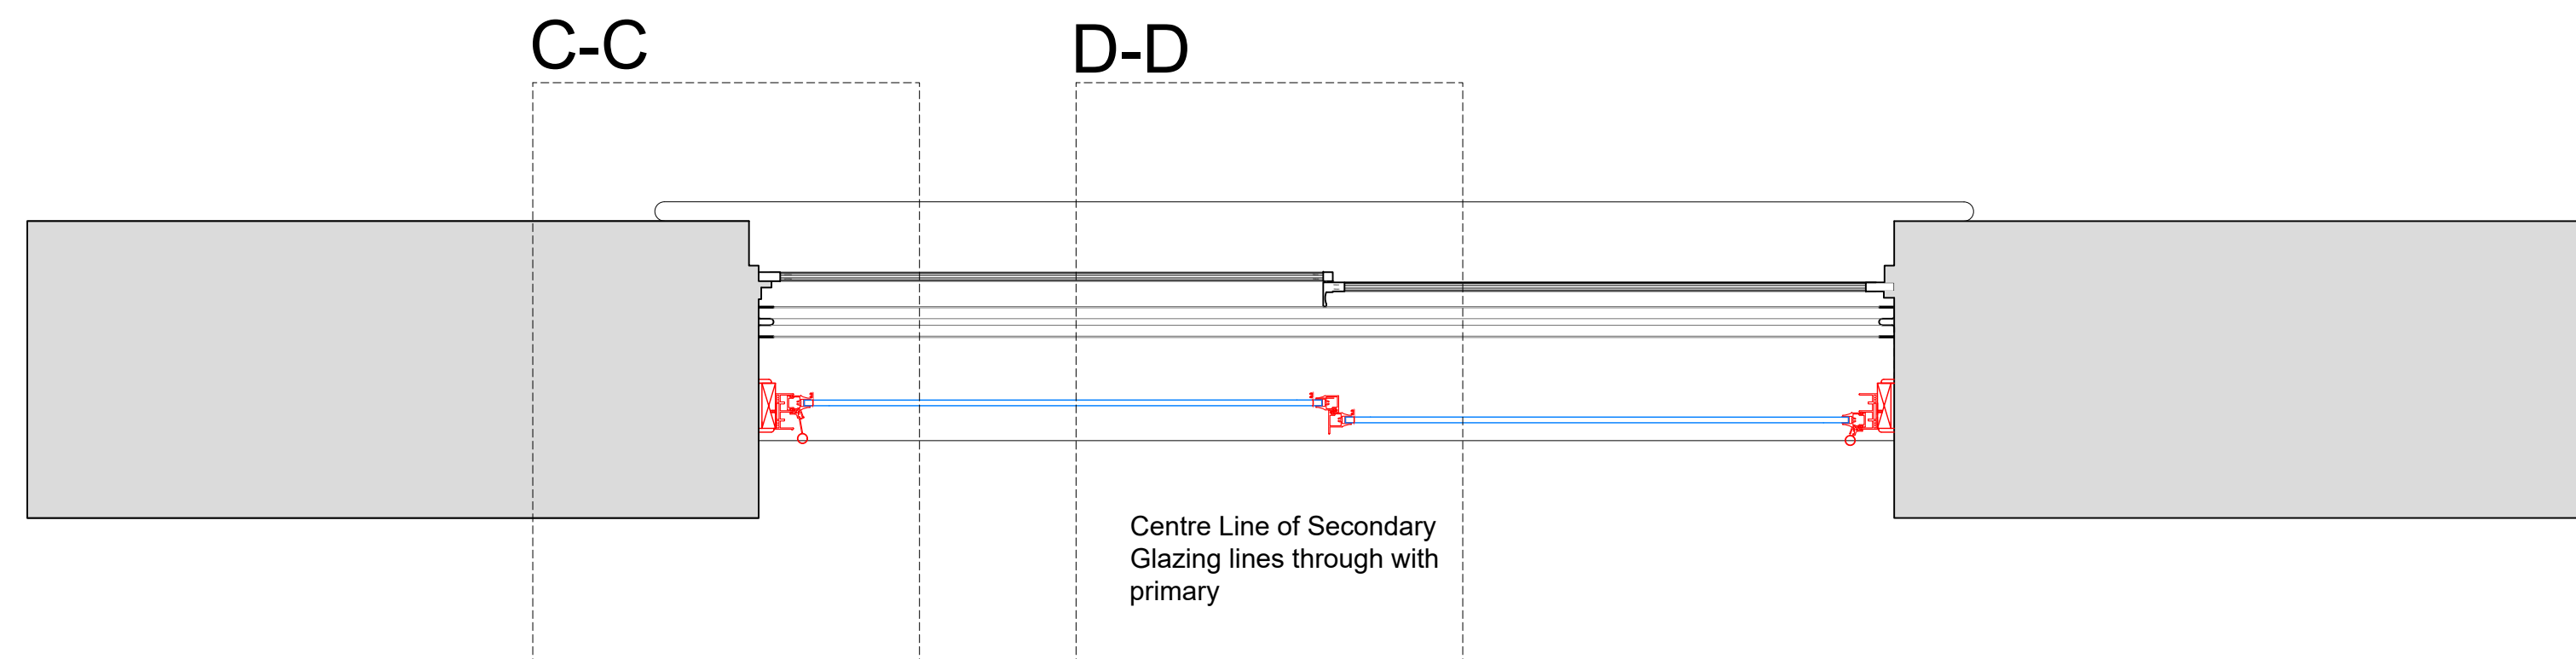 C-C
D-D
Centre Line of Secondary
Glazing lines through with
primary